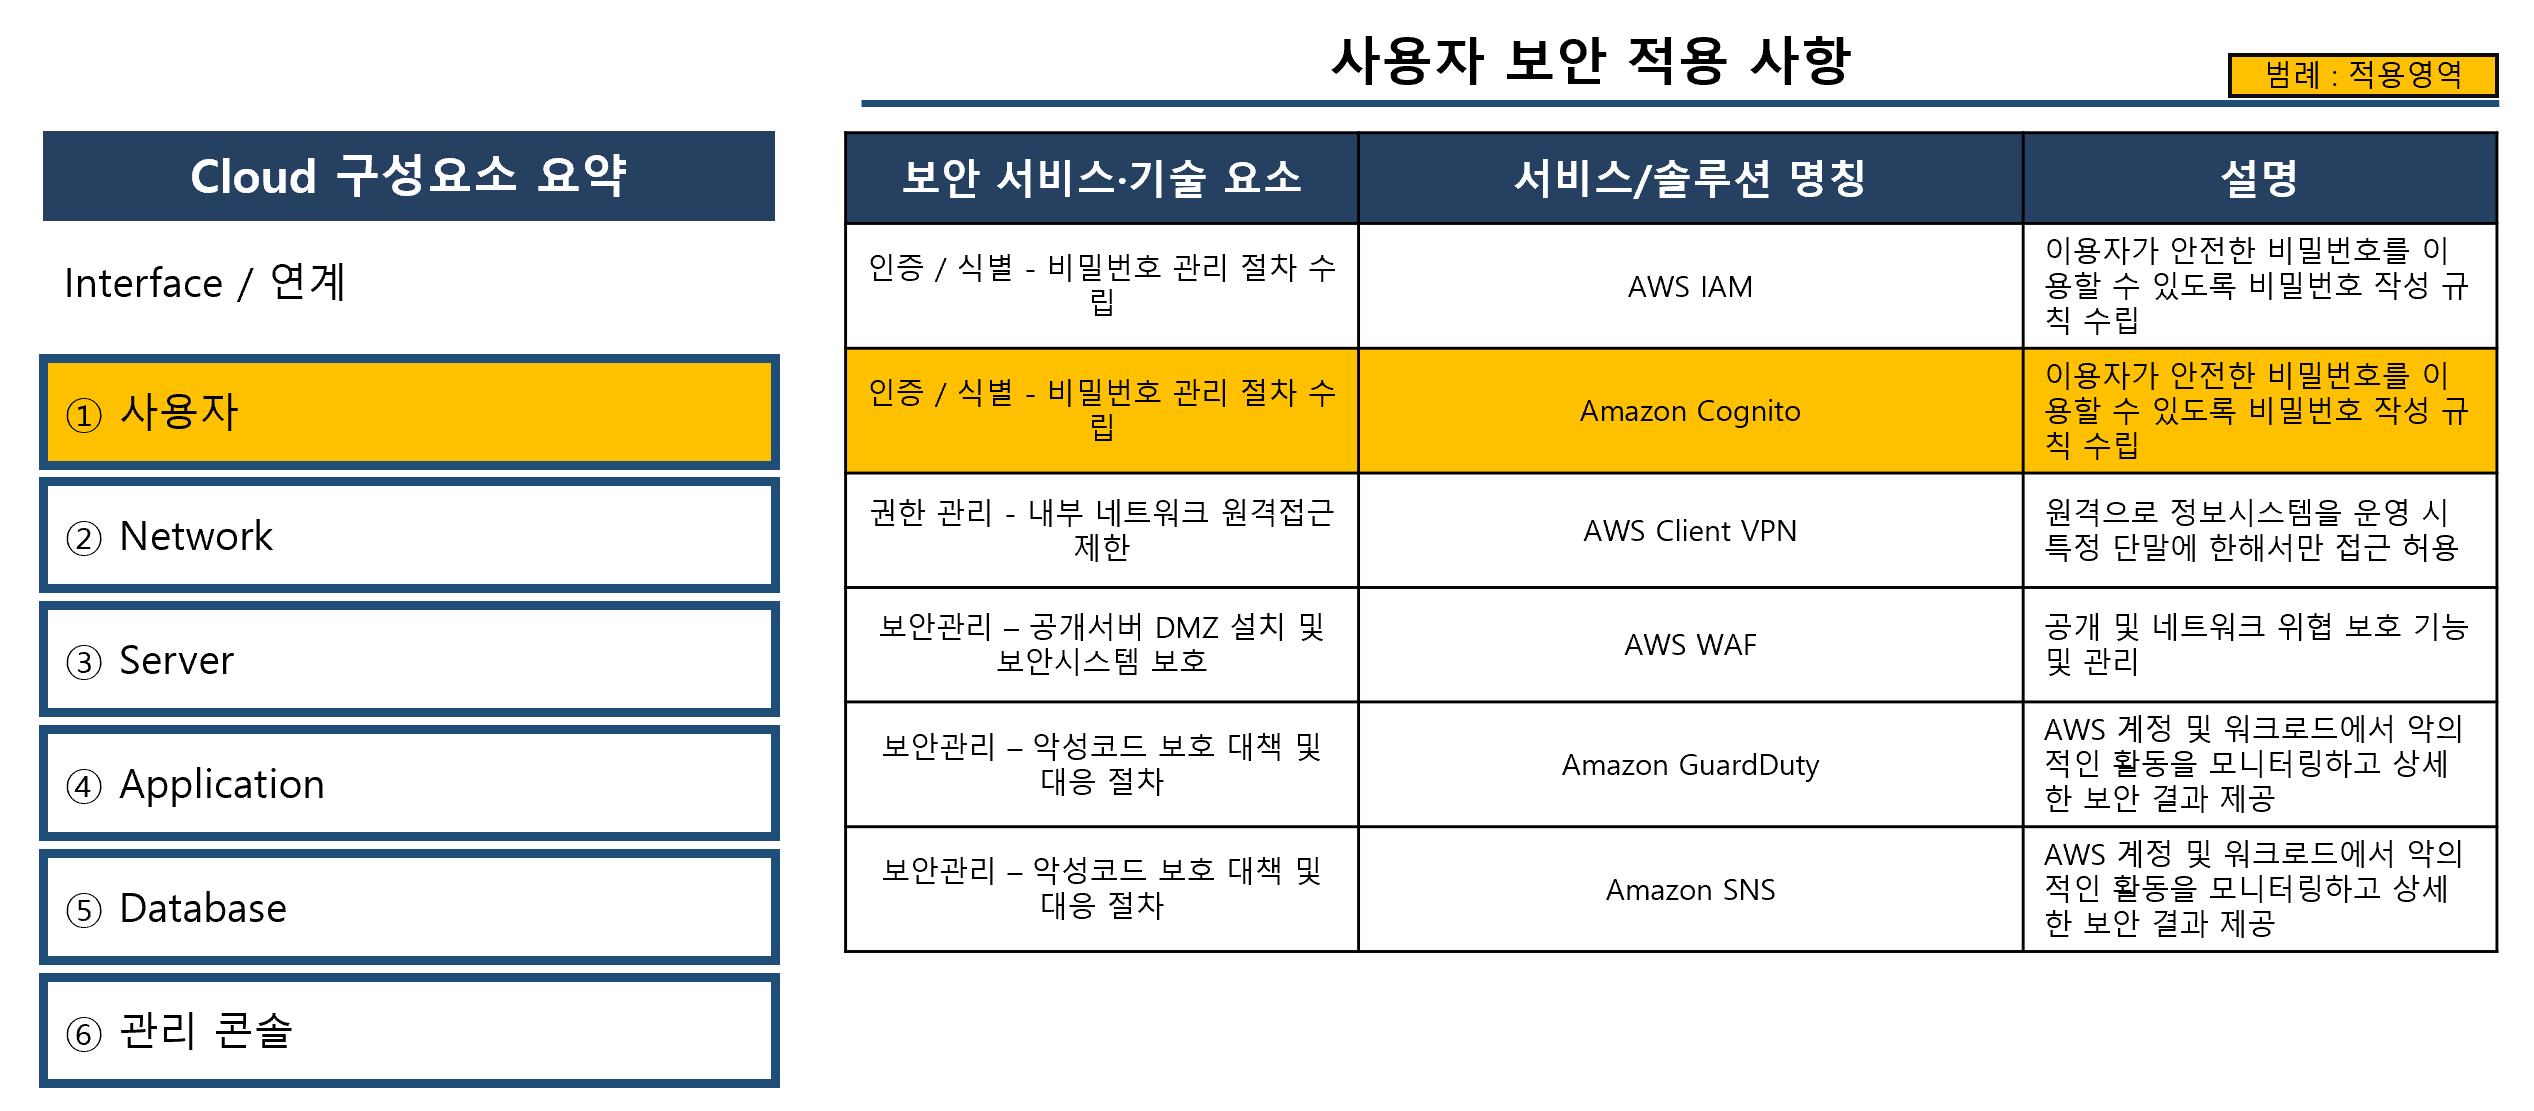 사용자 보안 적용 사항
범례 : 적용영역
Cloud 구성요소 요약
Interface / 연계
① 사용자
② Network
③ Server
④ Application
⑤ Database
⑥ 관리 콘솔
보안 서비스·기술 요소
서비스/솔루션 명칭
설명
인증 / 식별 - 비밀번호 관리 절차 수
립
AWS IAM
이용자가 안전한 비밀번호를 이
용할 수 있도록 비밀번호 작성 규
칙 수립
인증 / 식별 - 비밀번호 관리 절차 수
립
Amazon Cognito
이용자가 안전한 비밀번호를 이
용할 수 있도록 비밀번호 작성 규
칙 수립
권한 관리 - 내부 네트워크 원격접근
제한
AWS Client VPN
원격으로 정보시스템을 운영 시
특정 단말에 한해서만 접근 허용
보안관리 – 공개서버 DMZ 설치 및
보안시스템 보호
AWS WAF
공개 및 네트워크 위협 보호 기능
및 관리
보안관리 – 악성코드 보호 대책 및
대응 절차
Amazon GuardDuty
AWS 계정 및 워크로드에서 악의
적인 활동을 모니터링하고 상세
한 보안 결과 제공
보안관리 – 악성코드 보호 대책 및
대응 절차
Amazon SNS
AWS 계정 및 워크로드에서 악의
적인 활동을 모니터링하고 상세
한 보안 결과 제공